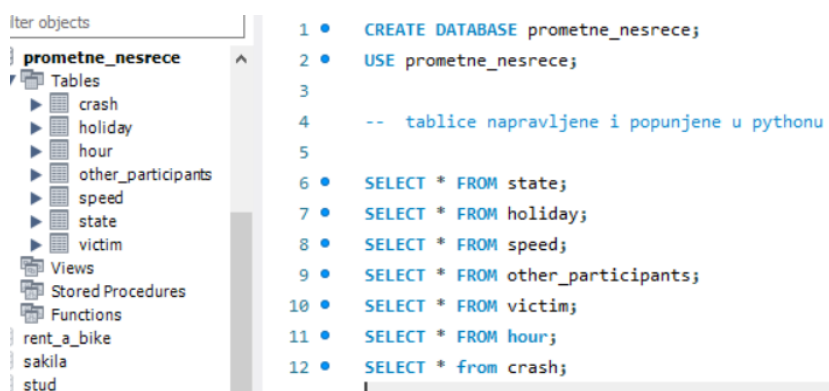 lter objects
prometne_nesrece
Tables
crash
holiday
hour
other_participants
speed
state
victim
Views
Stored Procedures
Functions
rent_a_bike
sakila
stud
1 CREATE DATABASE prometne_nesrece;
2 USE prometne_nesrece;
3
4 -- tablice napravljene i popunjene u pythonu
5
6 SELECT * FROM state;
7 SELECT * FROM holiday;
8 SELECT * FROM speed;
9 SELECT * FROM other_participants;
10 SELECT * FROM victim;
11 SELECT * FROM hour;
12 SELECT * from crash;